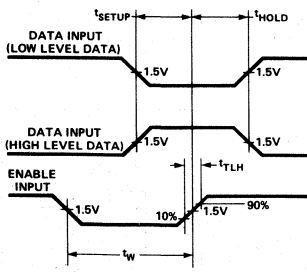 tSETUP
tHOLD
DATA INPUT
(LOW LEVEL DATA)
1.5V
1.5V
DATA INPUT
(HIGH LEVEL DATA)
1.5V
1.5V
tTLH
ENABLE
INPUT
1.5V
10%
1.5V
90%
tW